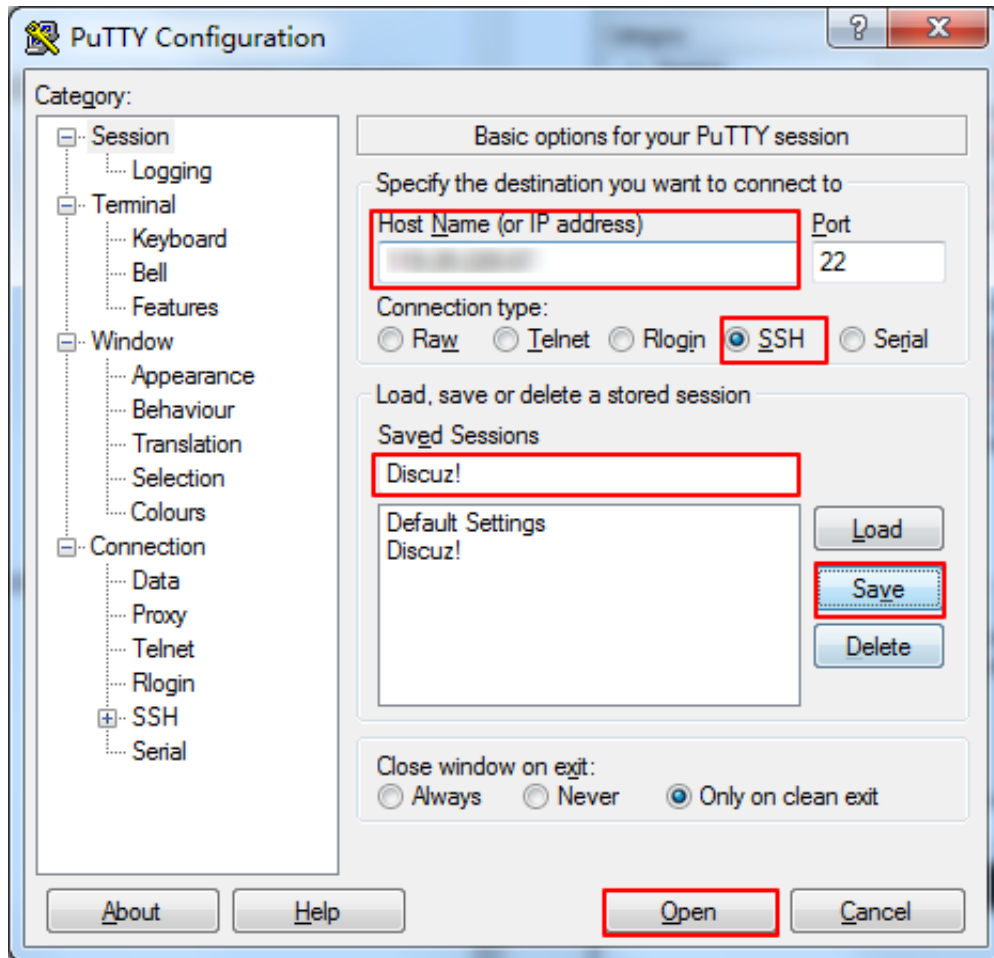 PuTTY Configuration
Category:
Session
Logging
Terminal
Keyboard
Bell
Features
Window
Appearance
Behaviour
Translation
Selection
Colours
Connection
Data
Proxy
Telnet
Rlogin
SSH
Serial
Basic options for your PuTTY session
Specify the destination you want to connect to
Host Name (or IP address) Port
22
Connection type:
Raw Telnet Rlogin SSH Serial
Load, save or delete a stored session
Saved Sessions
Discuz!
Default Settings
Discuz!
Load
Save
Delete
Close window on exit:
Always Never Only on clean exit
About Help Open Cancel